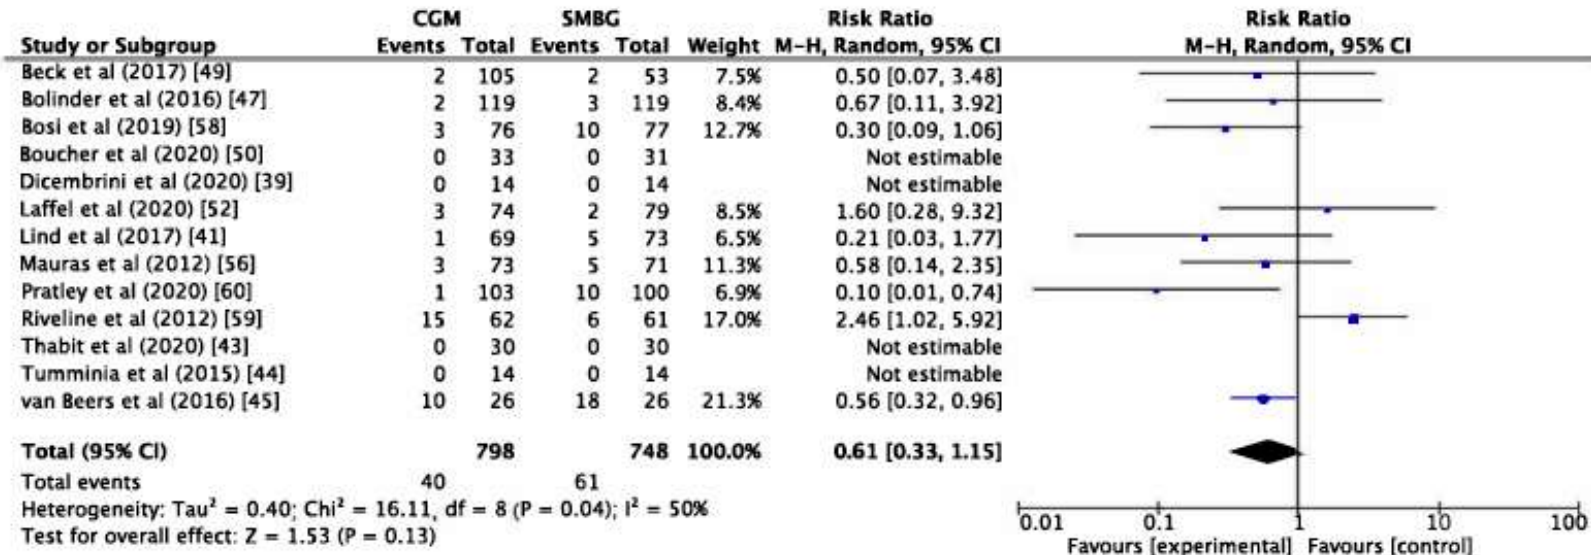 CGM SMBG Risk Ratio Risk Ratio
Study or Subgroup Events Total Events Total Weight M-H, Random, 95% CI M-H, Random, 95% CI
Beck et al (2017) [49] 2 105 2 53 7.5% 0.50 [0.07, 3.48]
Bolinder et al (2016) [47] 2 119 3 119 8.4% 0.67 [0.11, 3.92]
Bosi et al (2019) [58] 3 76 10 77 12.7% 0.30 [0.09, 1.06]
Boucher et al (2020) [50] 0 33 0 31 Not estimable
Dicembrini et al (2020) [39] 0 14 0 14 Not estimable
Laffel et al (2020) [52] 3 74 2 79 8.5% 1.60 [0.28, 9.32]
Lind et al (2017) [41] 1 69 5 73 6.5% 0.21 [0.03, 1.77]
Mauras et al (2012) [56] 3 73 5 71 11.3% 0.58 [0.14, 2.35]
Pratley et al (2020) [60] 1 103 10 100 6.9% 0.10 [0.01, 0.74]
Riveline et al (2012) [59] 15 62 6 61 17.0% 2.46 [1.02, 5.92]
Thabit et al (2020) [43] 0 30 0 30 Not estimable
Tumminia et al (2015) [44] 0 14 0 14 Not estimable
van Beers et al (2016) [45] 10 26 18 26 21.3% 0.56 [0.32, 0.96]
Total (95% CI) 798 748 100.0% 0.61 [0.33, 1.15]
Total events 40 61
Heterogeneity: Tau² = 0.40; Chi² = 16.11, df = 8 (P = 0.04); I² = 50%
Test for overall effect: Z = 1.53 (P = 0.13)
0.01 0.1 1 10 100
Favours [experimental] Favours [control]